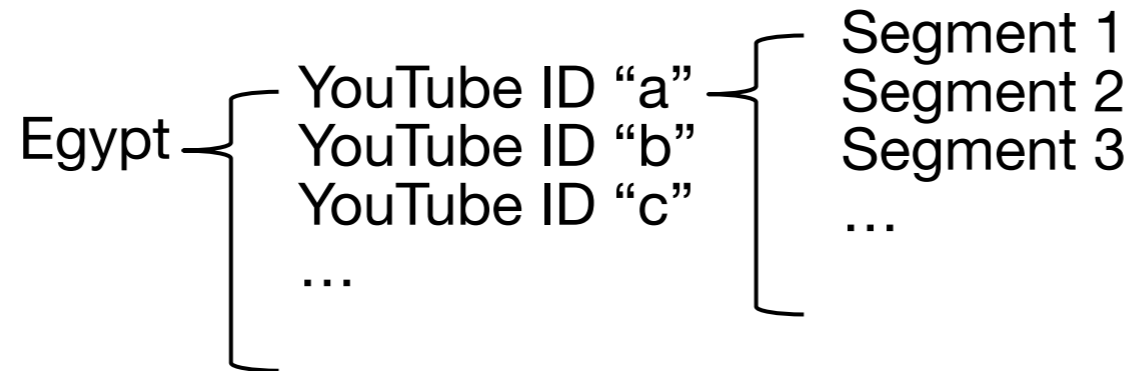 Egypt
YouTube ID “a”
YouTube ID “b”
YouTube ID “c”
…
Segment 1
Segment 2
Segment 3
…